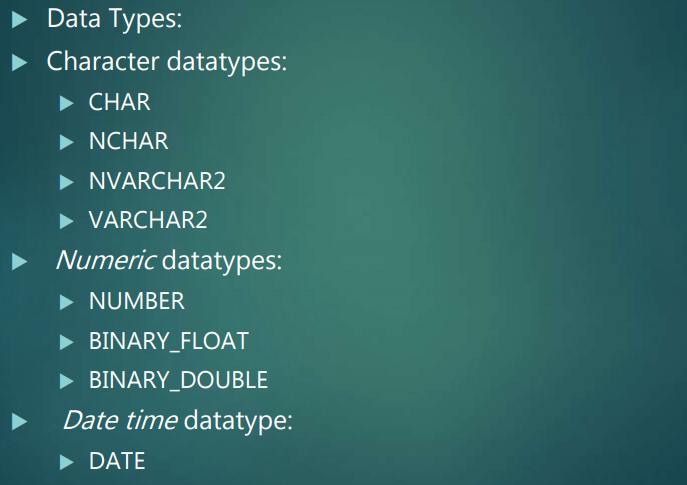 Data Types:
Character datatypes:
CHAR
NCHAR
NVARCHAR2
VARCHAR2
Numeric datatypes:
NUMBER
BINARY_FLOAT
BINARY_DOUBLE
Date time datatype:
DATE